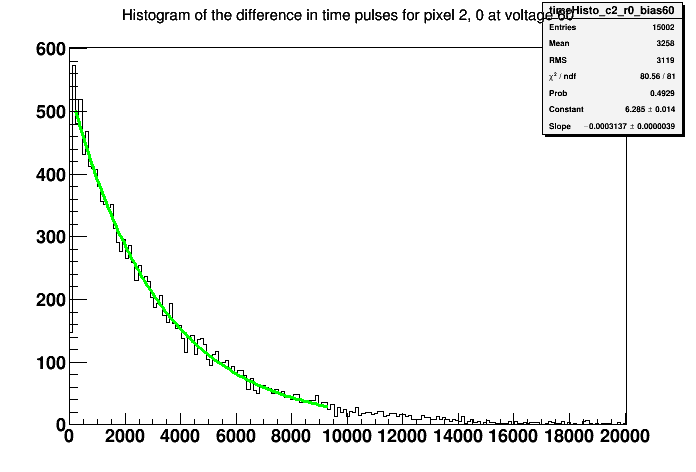 Histogram of the difference in time pulses for pixel 2, 0 at voltage 60
timeHisto_c2_r0_bias60
Entries 15002
Mean 3258
RMS 3119
χ² / ndf 80.56 / 81
Prob 0.4929
Constant 6.285 ± 0.014
Slope −0.0003137 ± 0.0000039
600
500
400
300
200
100
0
0 2000 4000 6000 8000 10000 12000 14000 16000 18000 20000